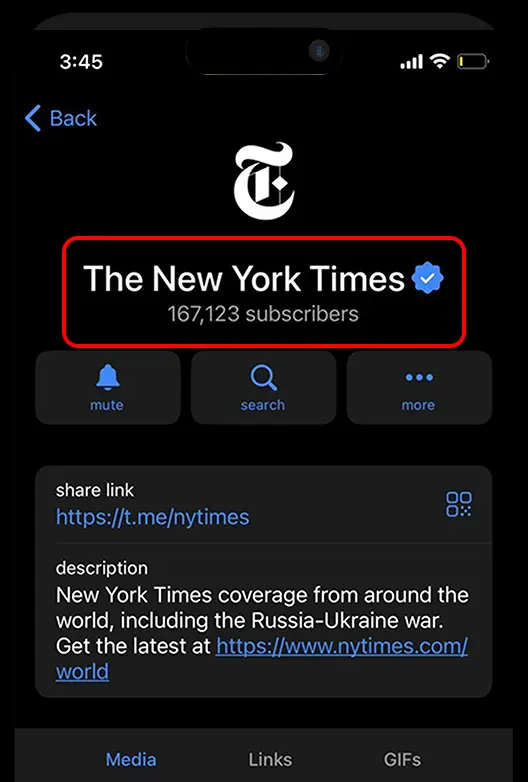 3:45
Back
The New York Times
167,123 subscribers
mute search more
share link
https://t.me/nytimes
description
New York Times coverage from around the
world, including the Russia-Ukraine war.
Get the latest at https://www.nytimes.com/
world
Media Links GIFs